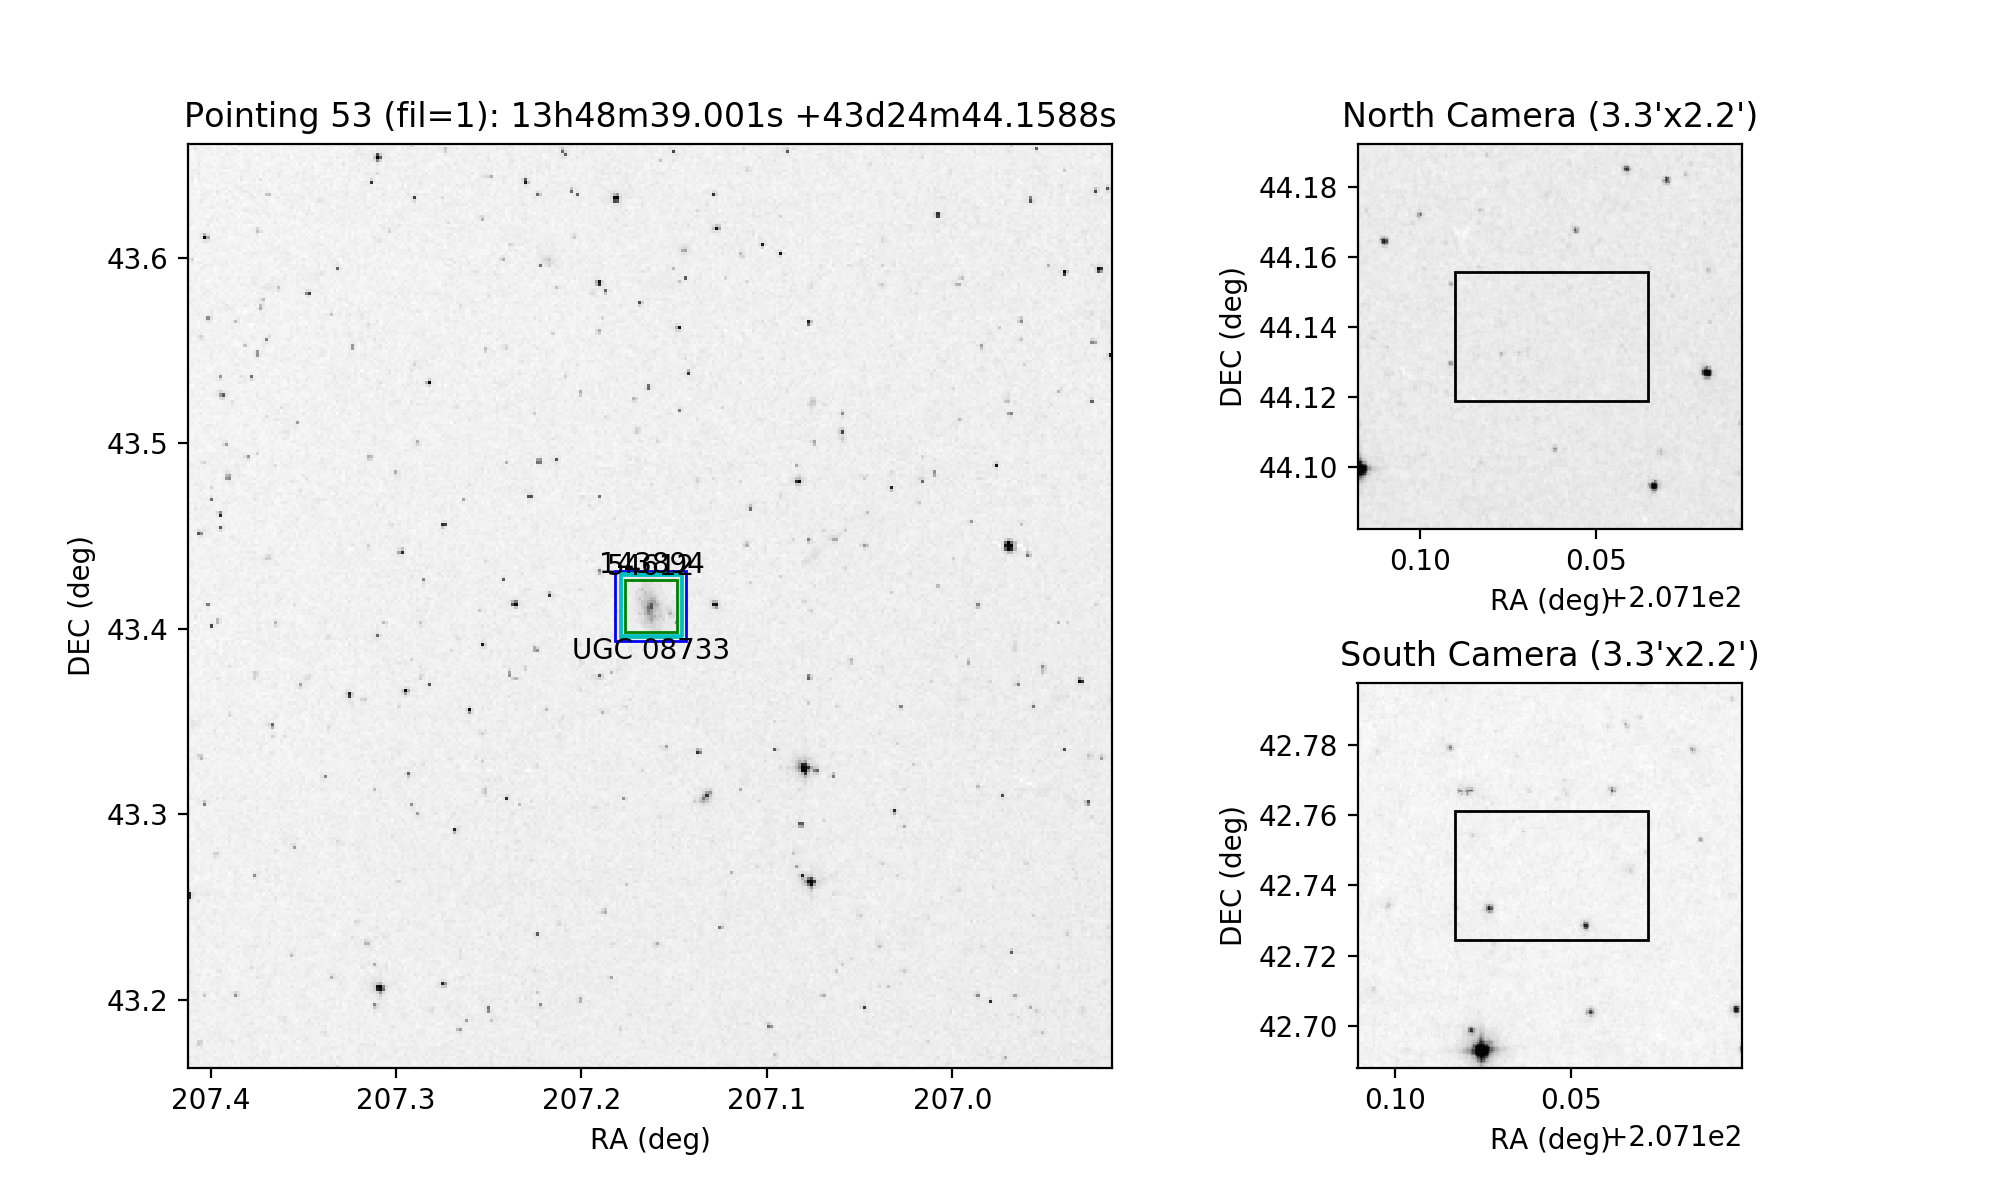 Pointing 53 (fil=1): 13h48m39.001s +43d24m44.1588s
43.6
43.5
43.4
43.3
43.2
DEC (deg)
UGC 08733
207.4
207.3
207.2
207.1
207.0
RA (deg)
North Camera (3.3'x2.2')
44.18
44.16
44.14
44.12
44.10
DEC (deg)
0.10
0.05
RA (deg)
+2.071e2
South Camera (3.3'x2.2')
42.78
42.76
42.74
42.72
42.70
DEC (deg)
0.10
0.05
RA (deg)
+2.071e2